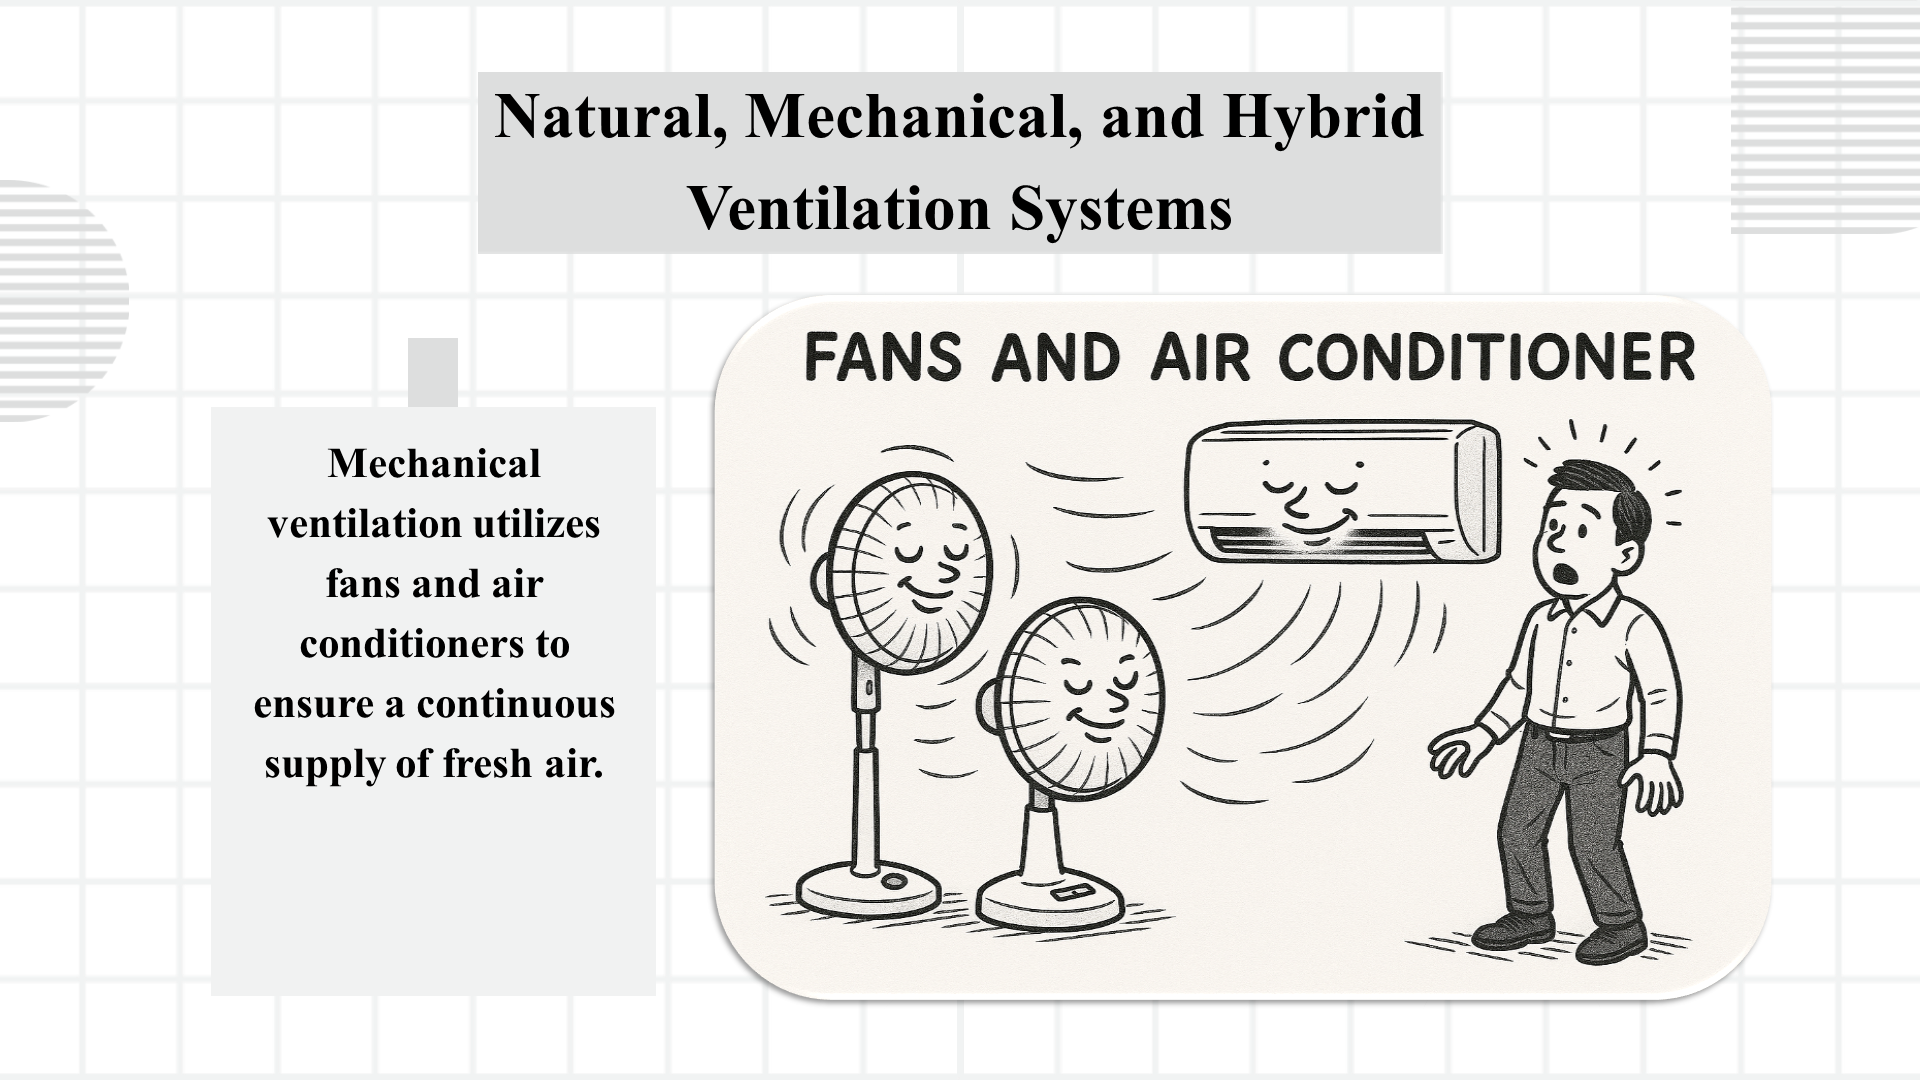 Natural, Mechanical, and Hybrid
Ventilation Systems
Mechanical
ventilation utilizes
fans and air
conditioners to
ensure a continuous
supply of fresh air.
FANS AND AIR CONDITIONER